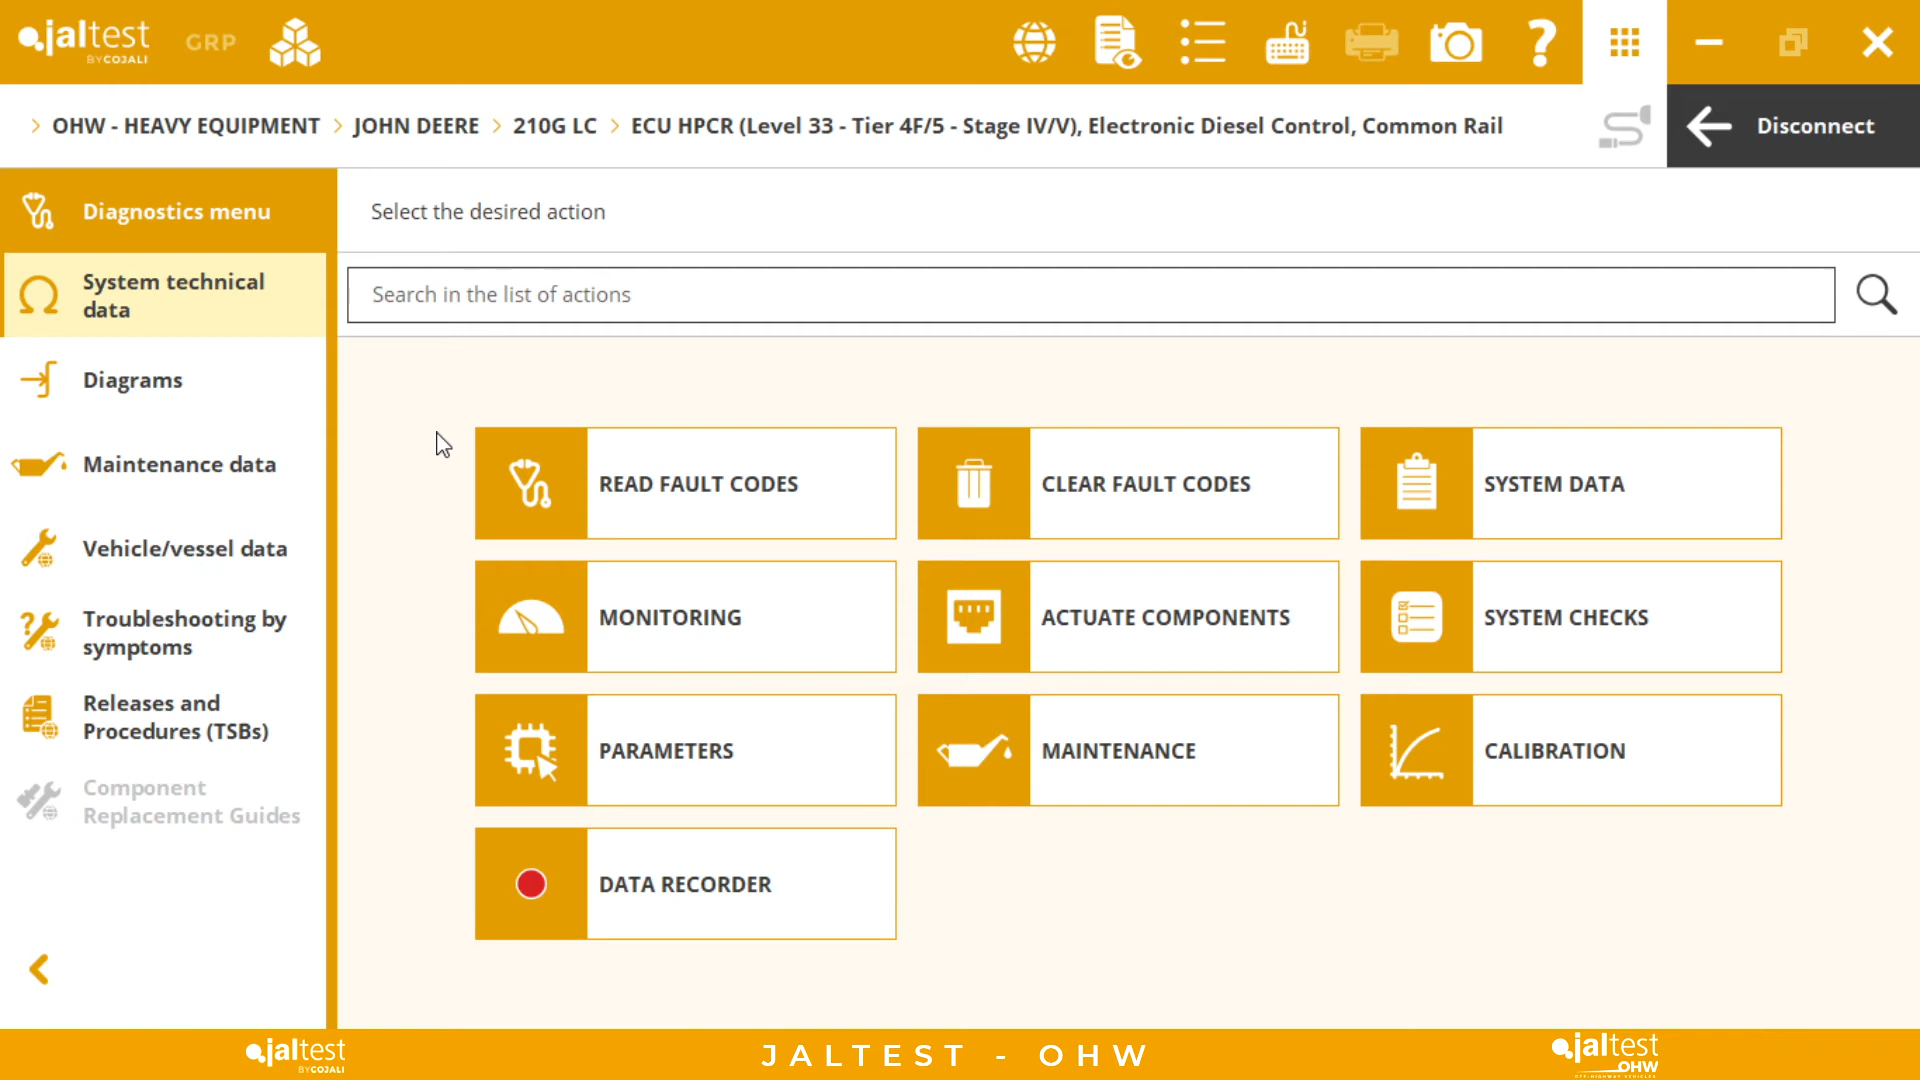 jaltest
BY COJALI
GRP
OHW - HEAVY EQUIPMENT > JOHN DEERE > 210G LC > ECU HPCR (Level 33 - Tier 4F/5 - Stage IV/V), Electronic Diesel Control, Common Rail
Disconnect
Diagnostics menu
System technical
data
Diagrams
Maintenance data
Vehicle/vessel data
Troubleshooting by
symptoms
Releases and
Procedures (TSBs)
Component
Replacement Guides
Select the desired action
Search in the list of actions
READ FAULT CODES
CLEAR FAULT CODES
SYSTEM DATA
MONITORING
ACTUATE COMPONENTS
SYSTEM CHECKS
PARAMETERS
MAINTENANCE
CALIBRATION
DATA RECORDER
jaltest
BY COJALI
JALTEST - OHW
jaltest
OHW